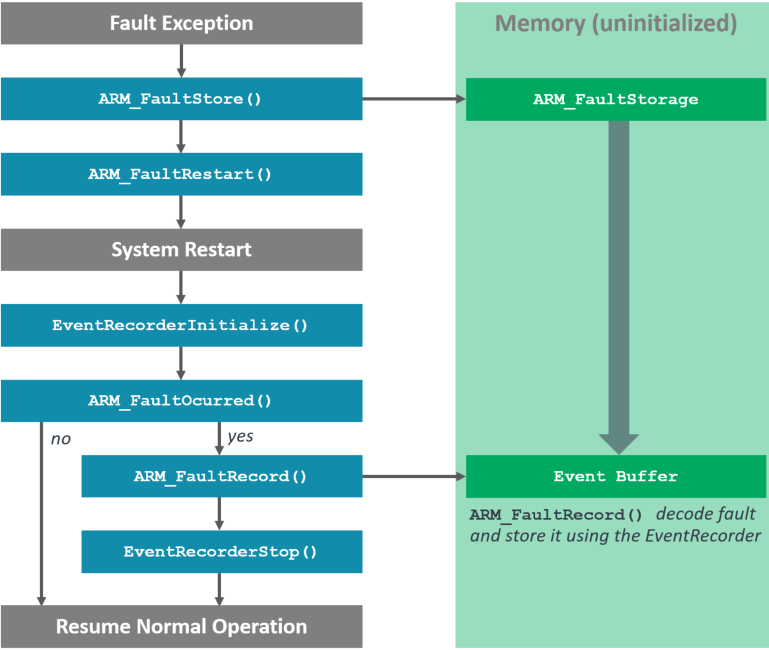 Fault Exception
Memory (uninitialized)
ARM_FaultStore()
ARM_FaultStorage
ARM_FaultRestart()
System Restart
EventRecorderInitialize()
ARM_FaultOcurred()
no
yes
ARM_FaultRecord()
Event Buffer
ARM_FaultRecord() decode fault
and store it using the EventRecorder
EventRecorderStop()
Resume Normal Operation